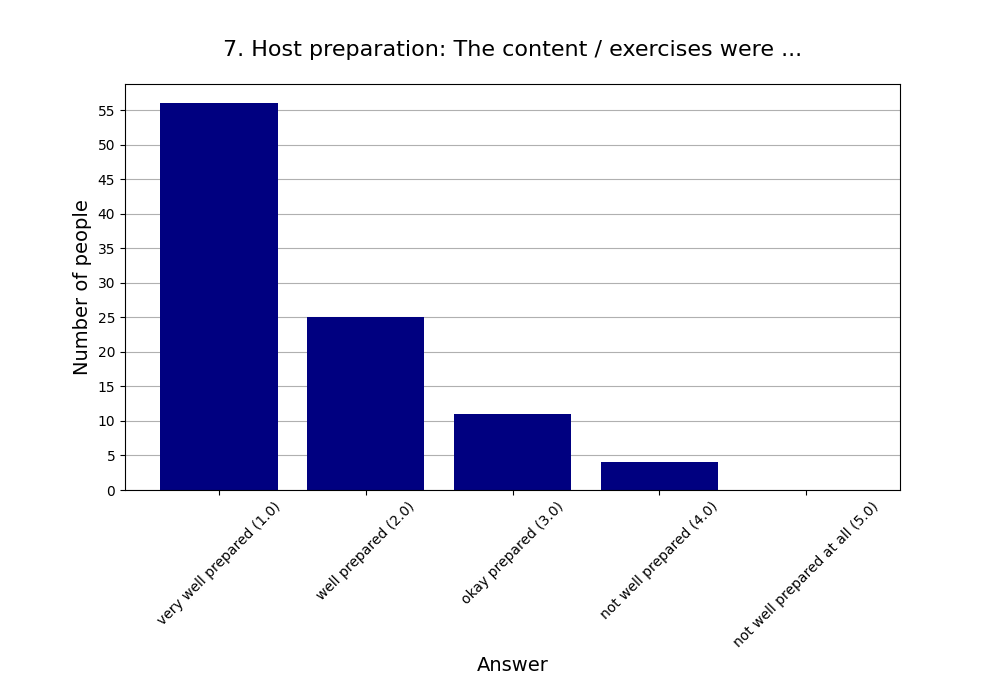 7. Host preparation: The content / exercises were ...
55
50
45
40
35
30
25
20
15
10
5
0
Number of people
very well prepared (1.0)
well prepared (2.0)
okay prepared (3.0)
not well prepared (4.0)
not well prepared at all (5.0)
Answer